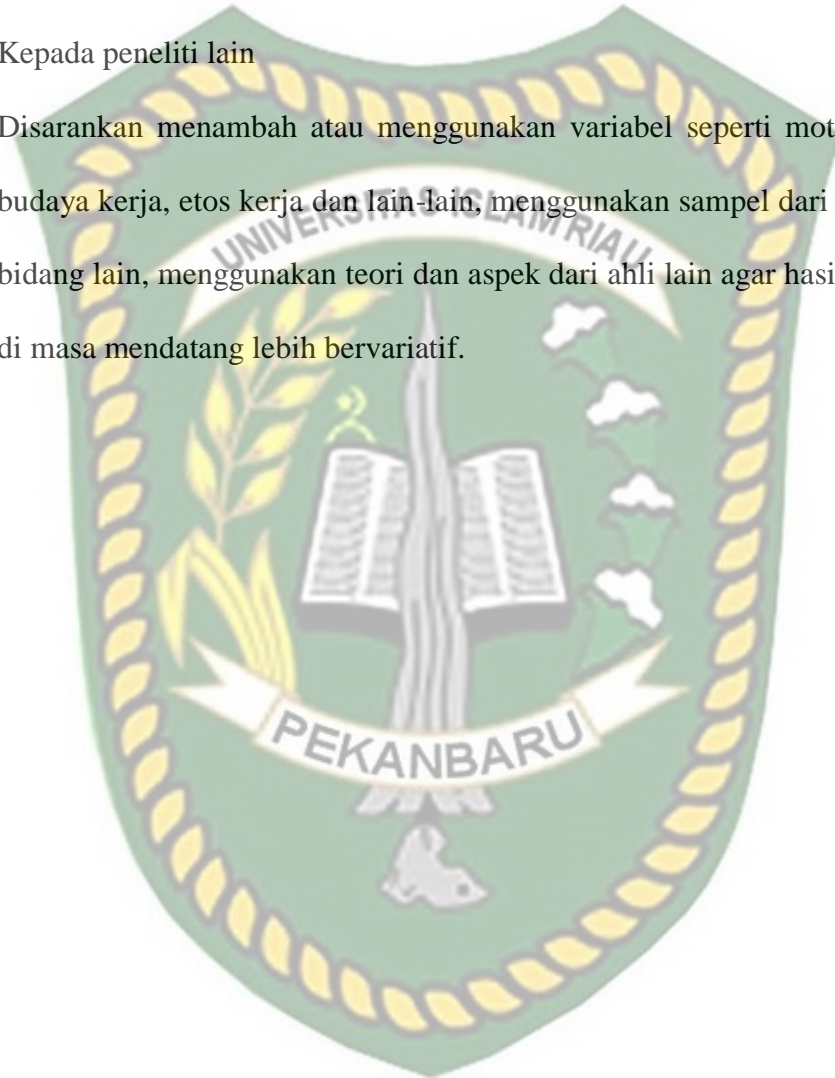 Kepada peneliti lain
Disarankan menambah atau menggunakan variabel seperti mot
budaya kerja, etos kerja dan lain-lain, menggunakan sampel dari
bidang lain, menggunakan teori dan aspek dari ahli lain agar hasi
di masa mendatang lebih bervariatif.
UNIVERSITAS ISLAM RIAU
PEKANBARU